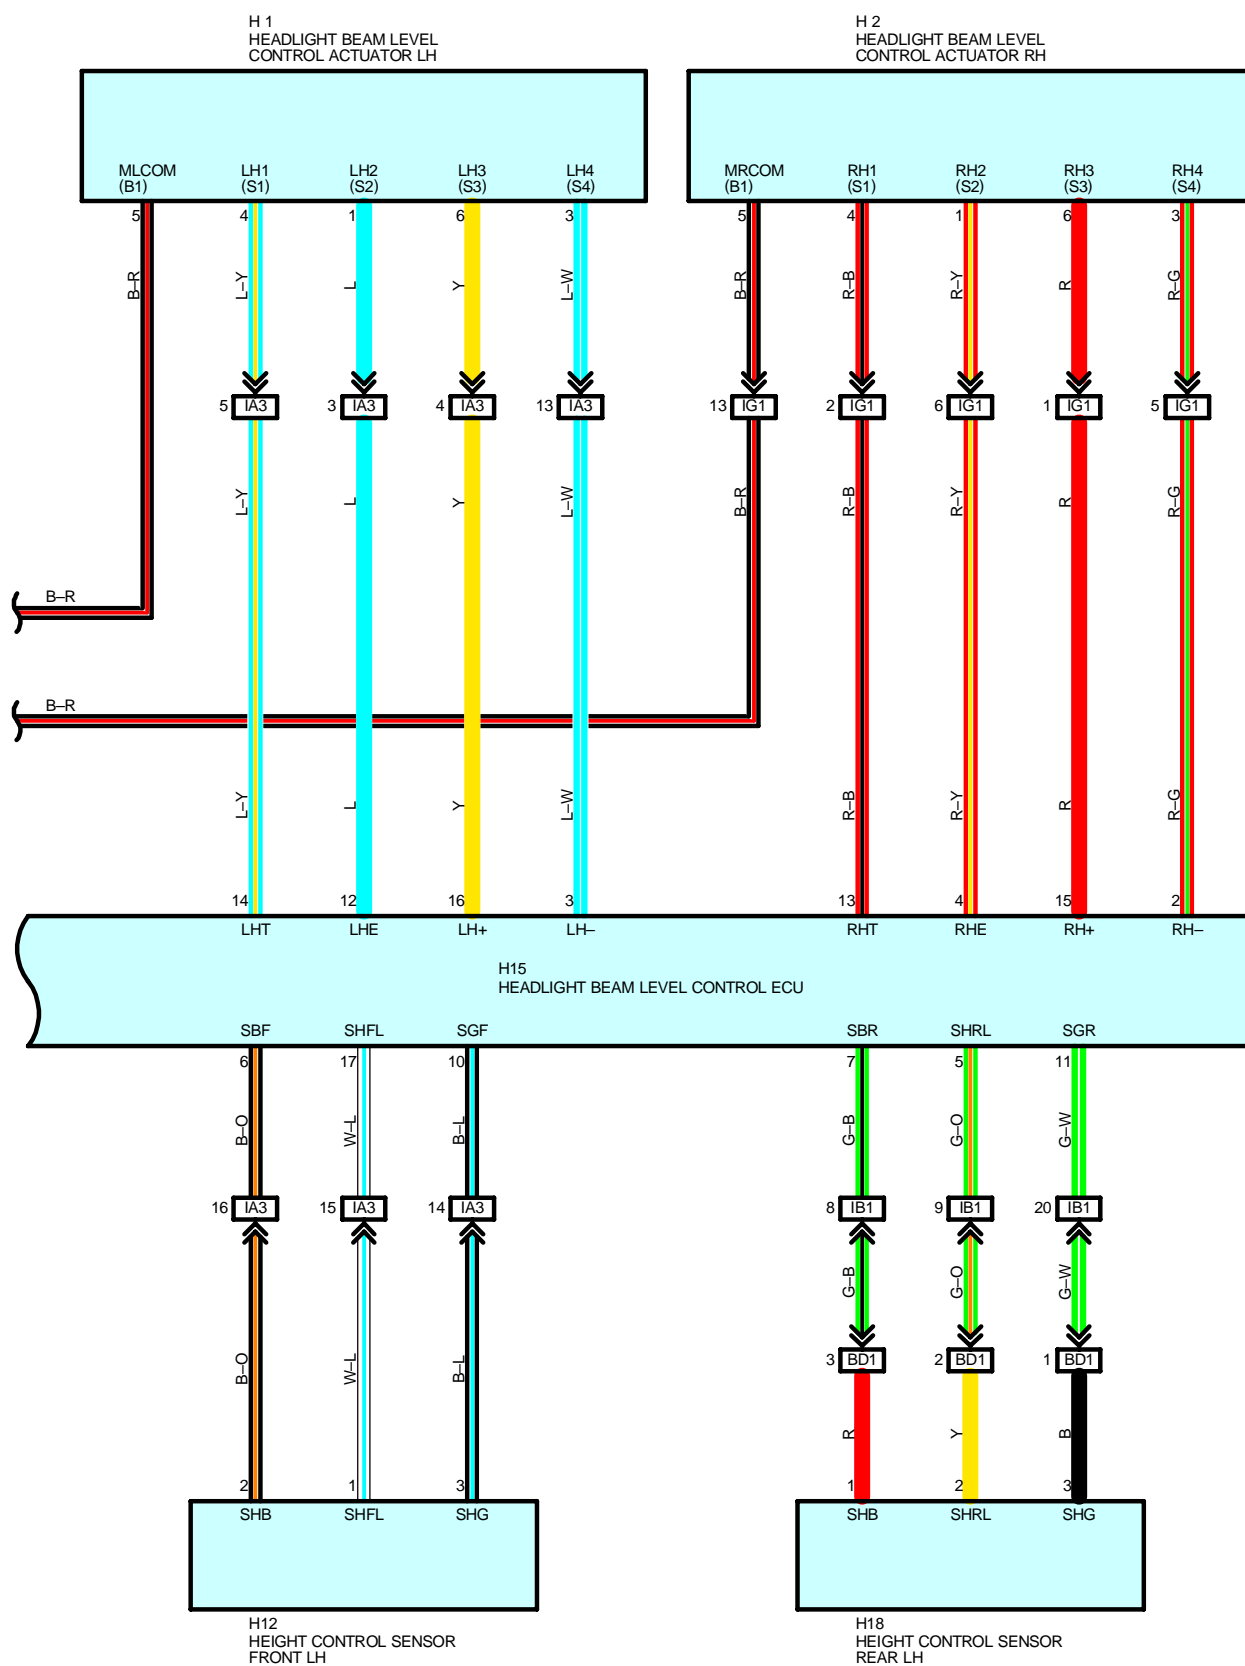 H 1
HEADLIGHT BEAM LEVEL
CONTROL ACTUATOR LH
H 2
HEADLIGHT BEAM LEVEL
CONTROL ACTUATOR RH
MLCOM LH1 LH2 LH3 LH4
(B1) (S1) (S2) (S3) (S4)
MRCOM RH1 RH2 RH3 RH4
(B1) (S1) (S2) (S3) (S4)
5 4 1 6 3 5 4 1 6 3
B–R L–Y L Y L–W B–R R–B R–Y R R–G
5 IA3 3 IA3 4 IA3 13 IA3 13 IG1 2 IG1 6 IG1 1 IG1 5 IG1
L–Y L Y L–W B–R R–B R–Y R R–G
B–R
B–R
L–Y L Y L–W R–B R–Y R R–G
14 12 16 3 13 4 15 2
LHT LHE LH+ LH– RHT RHE RH+ RH–
H15
HEADLIGHT BEAM LEVEL CONTROL ECU
SBF SHFL SGF SBR SHRL SGR
6 17 10 7 5 11
B–O W–L B–L G–B G–O G–W
16 IA3 15 IA3 14 IA3 8 IB1 9 IB1 20 IB1
G–B G–O G–W
3 BD1 2 BD1 1 BD1
B–O W–L B–L
R Y B
2 1 3 1 2 3
SHB SHFL SHG SHB SHRL SHG
H12
HEIGHT CONTROL SENSOR
FRONT LH
H18
HEIGHT CONTROL SENSOR
REAR LH